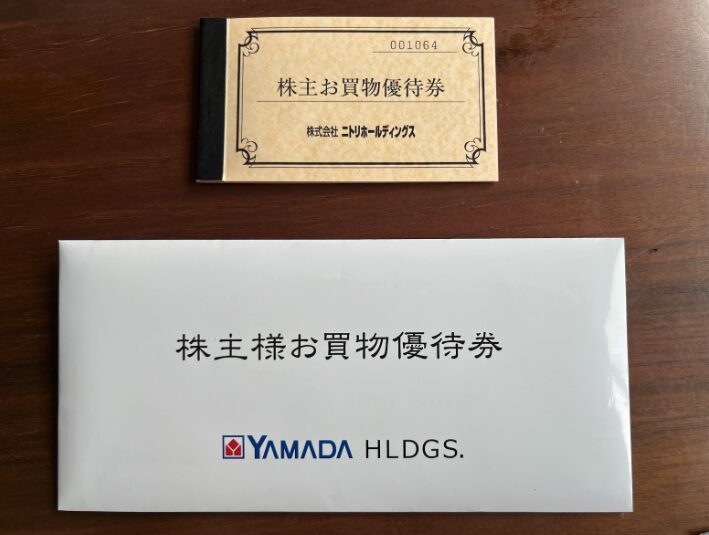 001064
株主お買物優待券
株式会社 ニトリホールディングス
株主様お買物優待券
YAMADA HLDGS.